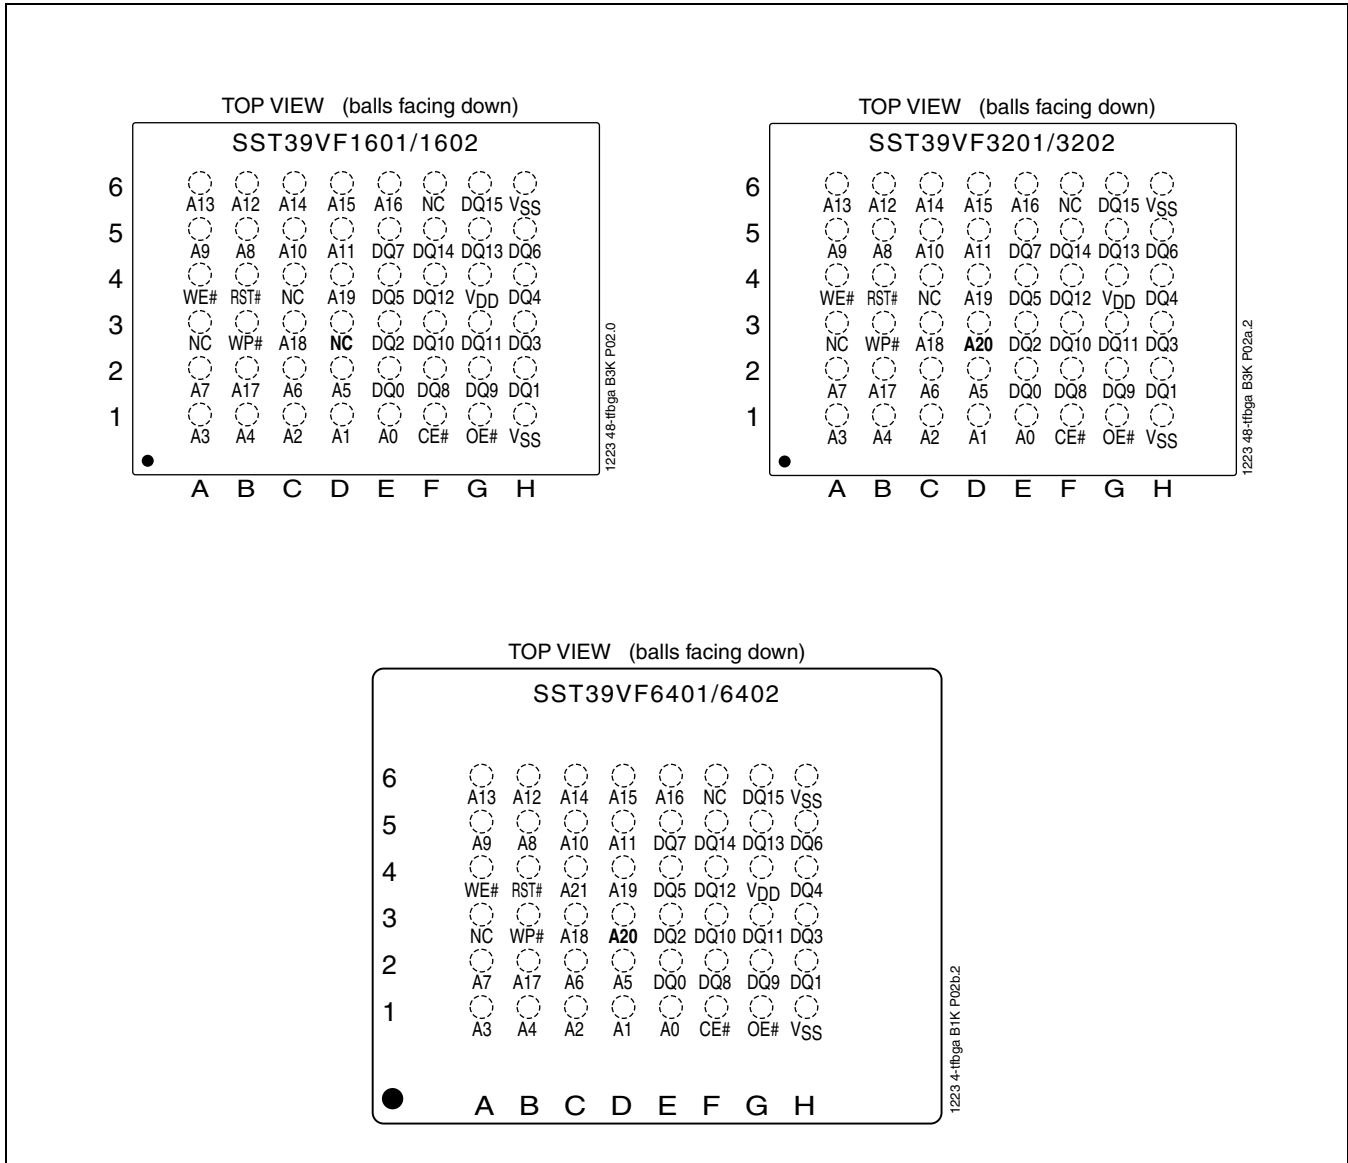 TOP VIEW (balls facing down)
SST39VF1601/1602
6
A13 A12 A14 A15 A16 NC DQ15 VSS
5
A9 A8 A10 A11 DQ7 DQ14 DQ13 DQ6
4
WE# RST# NC A19 DQ5 DQ12 VDD DQ4
3
NC WP# A18 NC DQ2 DQ10 DQ11 DQ3
2
A7 A17 A6 A5 DQ0 DQ8 DQ9 DQ1
1
A3 A4 A2 A1 A0 CE# OE# VSS
A B C D E F G H
1223 48-tfbga B3K P02.0
TOP VIEW (balls facing down)
SST39VF3201/3202
6
A13 A12 A14 A15 A16 NC DQ15 VSS
5
A9 A8 A10 A11 DQ7 DQ14 DQ13 DQ6
4
WE# RST# NC A19 DQ5 DQ12 VDD DQ4
3
NC WP# A18 A20 DQ2 DQ10 DQ11 DQ3
2
A7 A17 A6 A5 DQ0 DQ8 DQ9 DQ1
1
A3 A4 A2 A1 A0 CE# OE# VSS
A B C D E F G H
1223 48-tfbga B3K P02a.2
TOP VIEW (balls facing down)
SST39VF6401/6402
6
A13 A12 A14 A15 A16 NC DQ15 VSS
5
A9 A8 A10 A11 DQ7 DQ14 DQ13 DQ6
4
WE# RST# A21 A19 DQ5 DQ12 VDD DQ4
3
NC WP# A18 A20 DQ2 DQ10 DQ11 DQ3
2
A7 A17 A6 A5 DQ0 DQ8 DQ9 DQ1
1
A3 A4 A2 A1 A0 CE# OE# VSS
A B C D E F G H
1223 4-tfbga B1K P02b.2